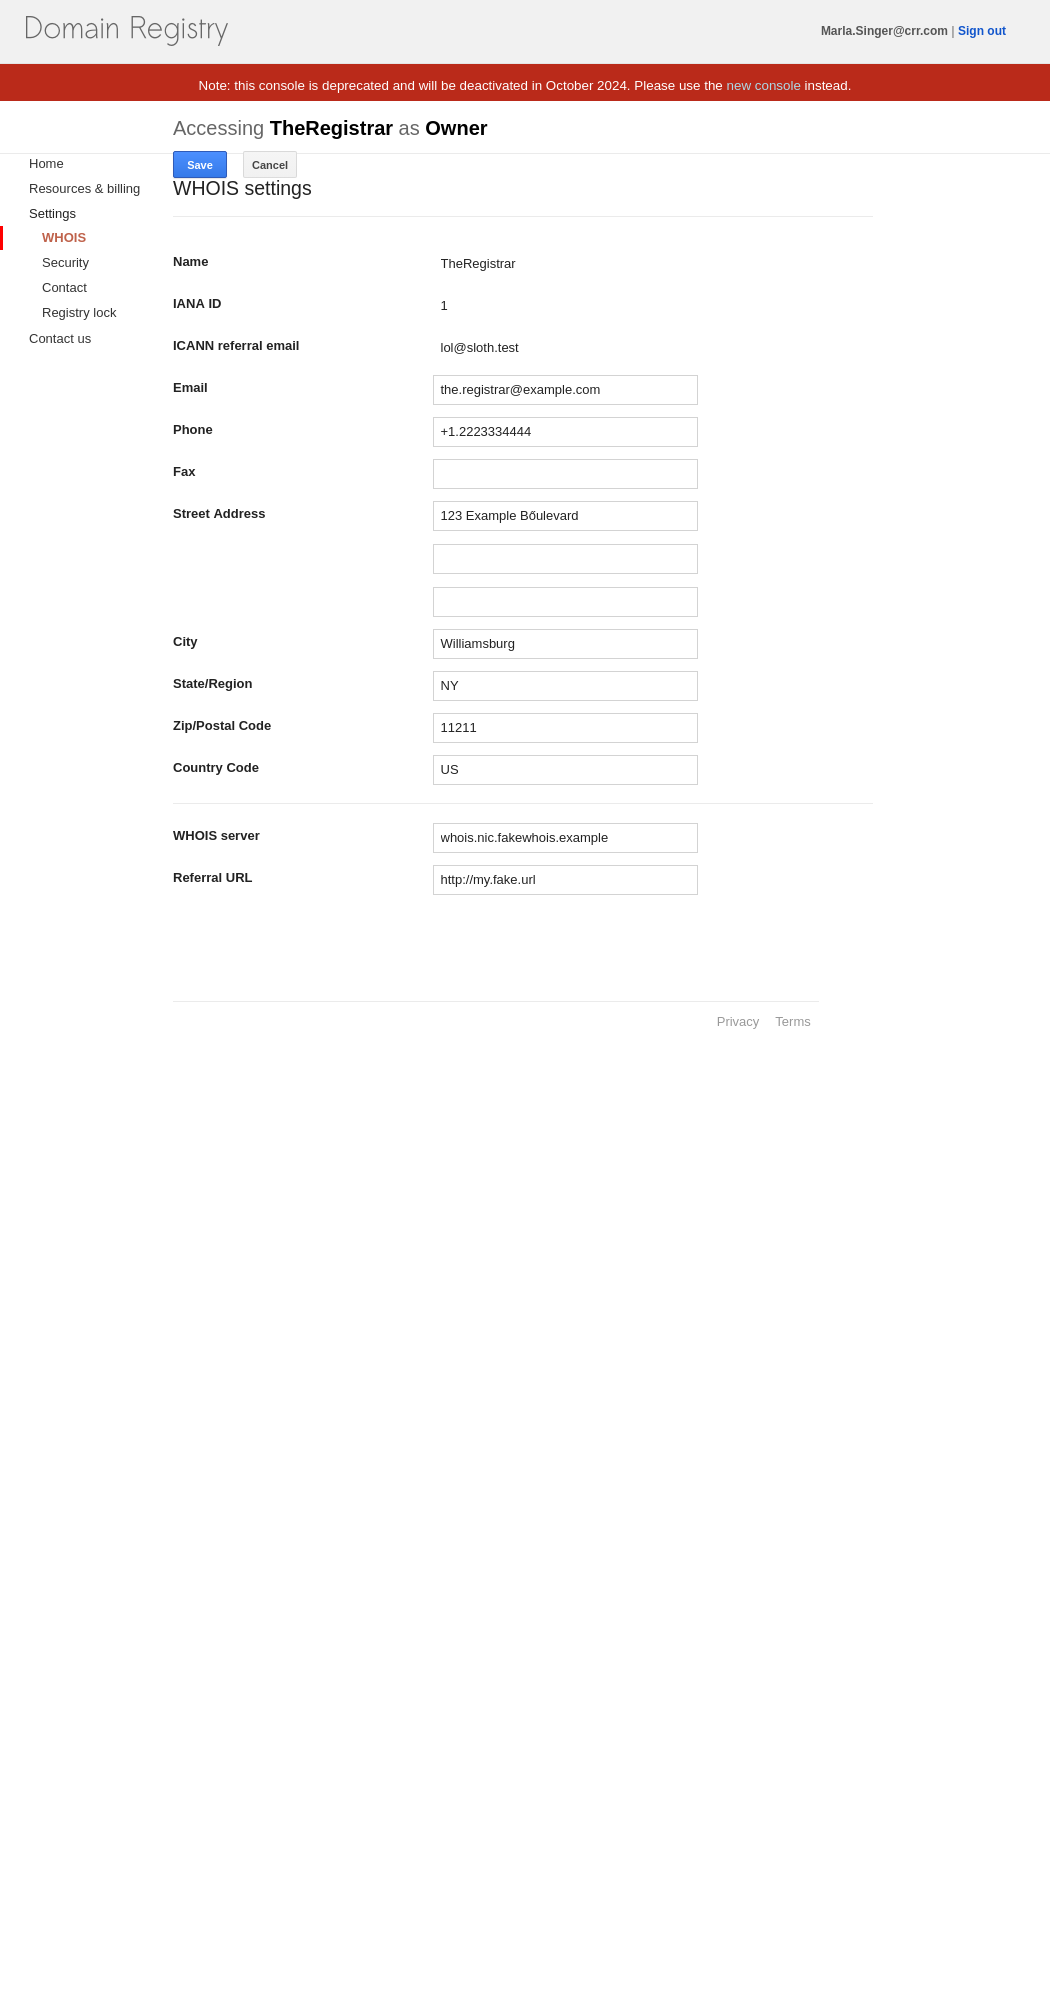 Domain Registry
Marla.Singer@crr.com | Sign out
Note: this console is deprecated and will be deactivated in October 2024. Please use the new console instead.
Accessing TheRegistrar as Owner
Save Cancel
Home
Resources & billing
Settings
WHOIS
Security
Contact
Registry lock
Contact us
WHOIS settings
Name TheRegistrar
IANA ID 1
ICANN referral email lol@sloth.test
Email the.registrar@example.com
Phone +1.2223334444
Fax
Street Address 123 Example Bőulevard
City Williamsburg
State/Region NY
Zip/Postal Code 11211
Country Code US
WHOIS server whois.nic.fakewhois.example
Referral URL http://my.fake.url
Privacy Terms